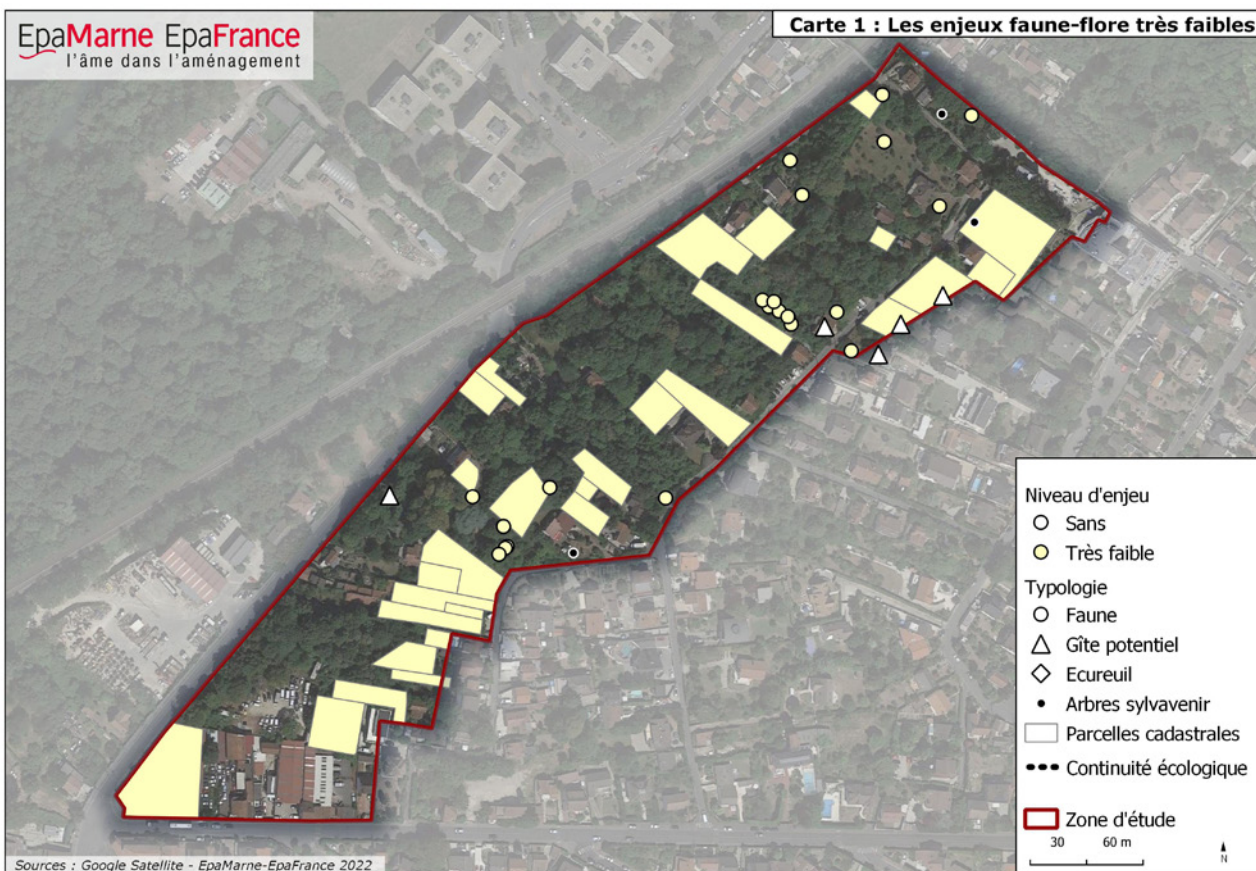 EpaMarne EpaFrance
l'âme dans l'aménagement
Carte 1 : Les enjeux faune-flore très faibles
Niveau d'enjeu
Sans
Très faible
Typologie
Faune
Gîte potentiel
Ecureuil
Arbres sylvavenir
Parcelles cadastrales
Continuité écologique
Zone d'étude
30 60 m
N
Sources : Google Satellite - EpaMarne-EpaFrance 2022